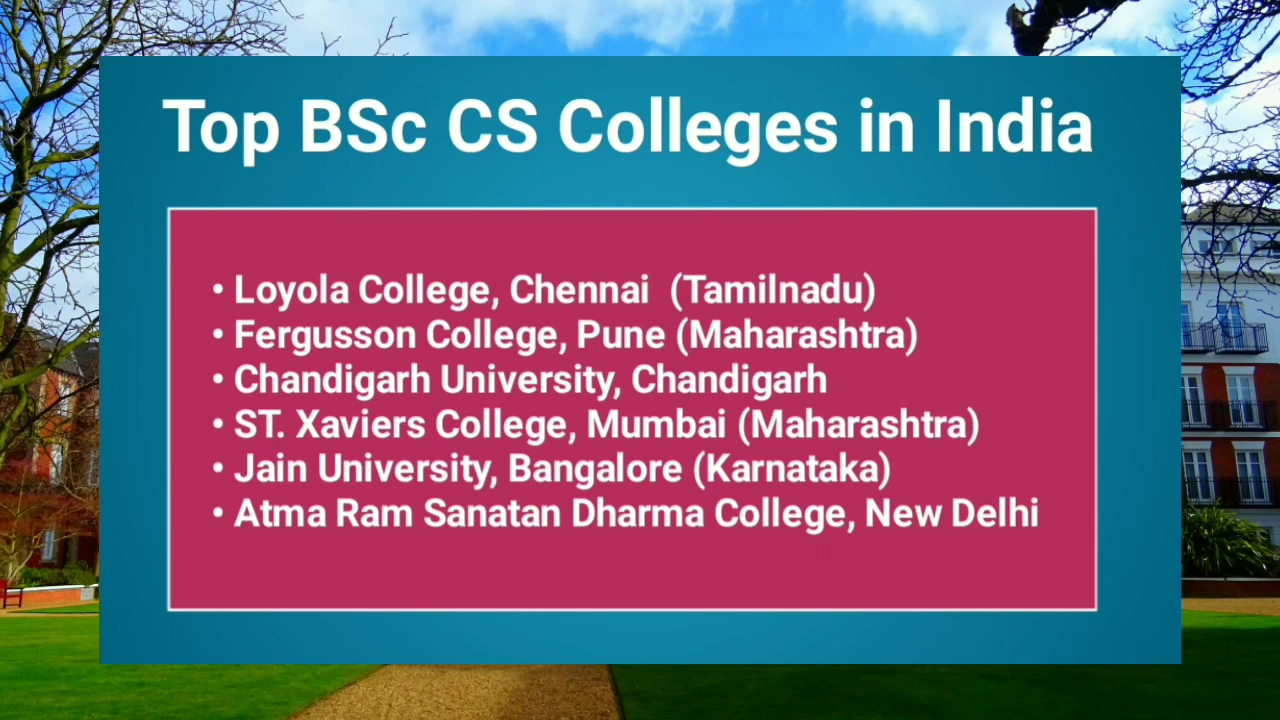 Top BSc CS Colleges in India
• Loyola College, Chennai  (Tamilnadu)
• Fergusson College, Pune (Maharashtra)
• Chandigarh University, Chandigarh
• ST. Xaviers College, Mumbai (Maharashtra)
• Jain University, Bangalore (Karnataka)
• Atma Ram Sanatan Dharma College, New Delhi